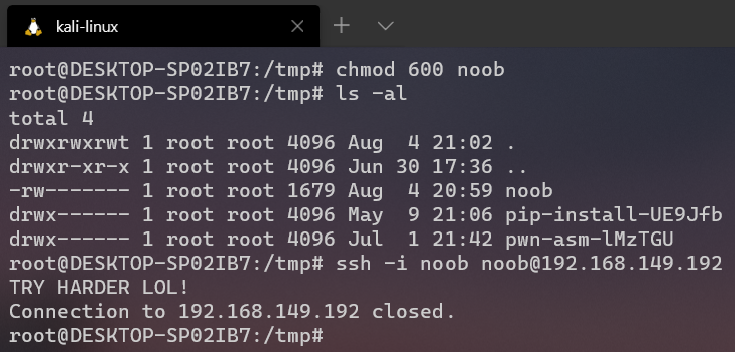 kali-linux
root@DESKTOP-SP02IB7:/tmp# chmod 600 noob
root@DESKTOP-SP02IB7:/tmp# ls -al
total 4
drwxrwxrwt 1 root root 4096 Aug  4 21:02 .
drwxr-xr-x 1 root root 4096 Jun 30 17:36 ..
-rw------- 1 root root 1679 Aug  4 20:59 noob
drwx------ 1 root root 4096 May  9 21:06 pip-install-UE9Jfb
drwx------ 1 root root 4096 Jul  1 21:42 pwn-asm-lMzTGU
root@DESKTOP-SP02IB7:/tmp# ssh -i noob noob@192.168.149.192
TRY HARDER LOL!
Connection to 192.168.149.192 closed.
root@DESKTOP-SP02IB7:/tmp#